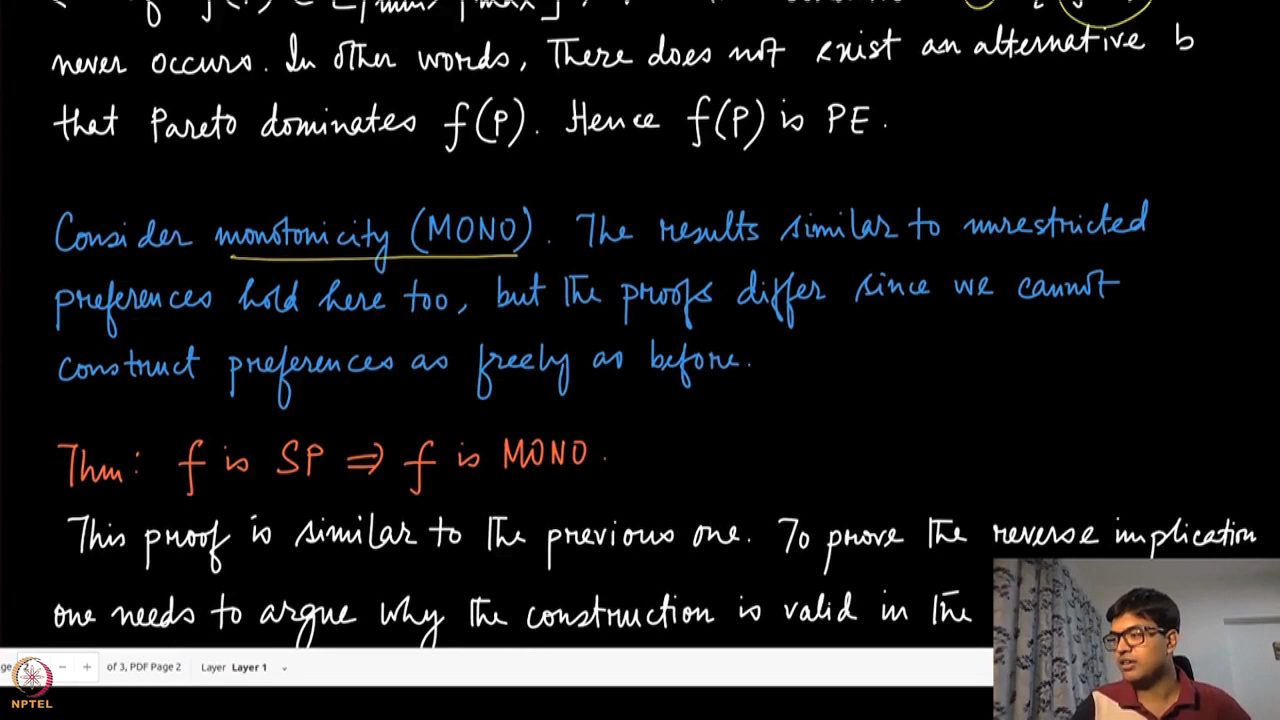 never occurs. In other words, There does not exist an alternative b
that Pareto dominates f(P). Hence f(P) is PE.
Consider monotonicity (MONO). The results similar to unrestricted
preferences hold here too, but the proofs differ since we cannot
construct preferences as freely as before.
Thm: f is SP ⇒ f is MONO.
This proof is similar to the previous one. To prove the reverse implication
one needs to argue why the construction is valid in the
of 3, PDF Page 2 Layer Layer 1
NPTEL